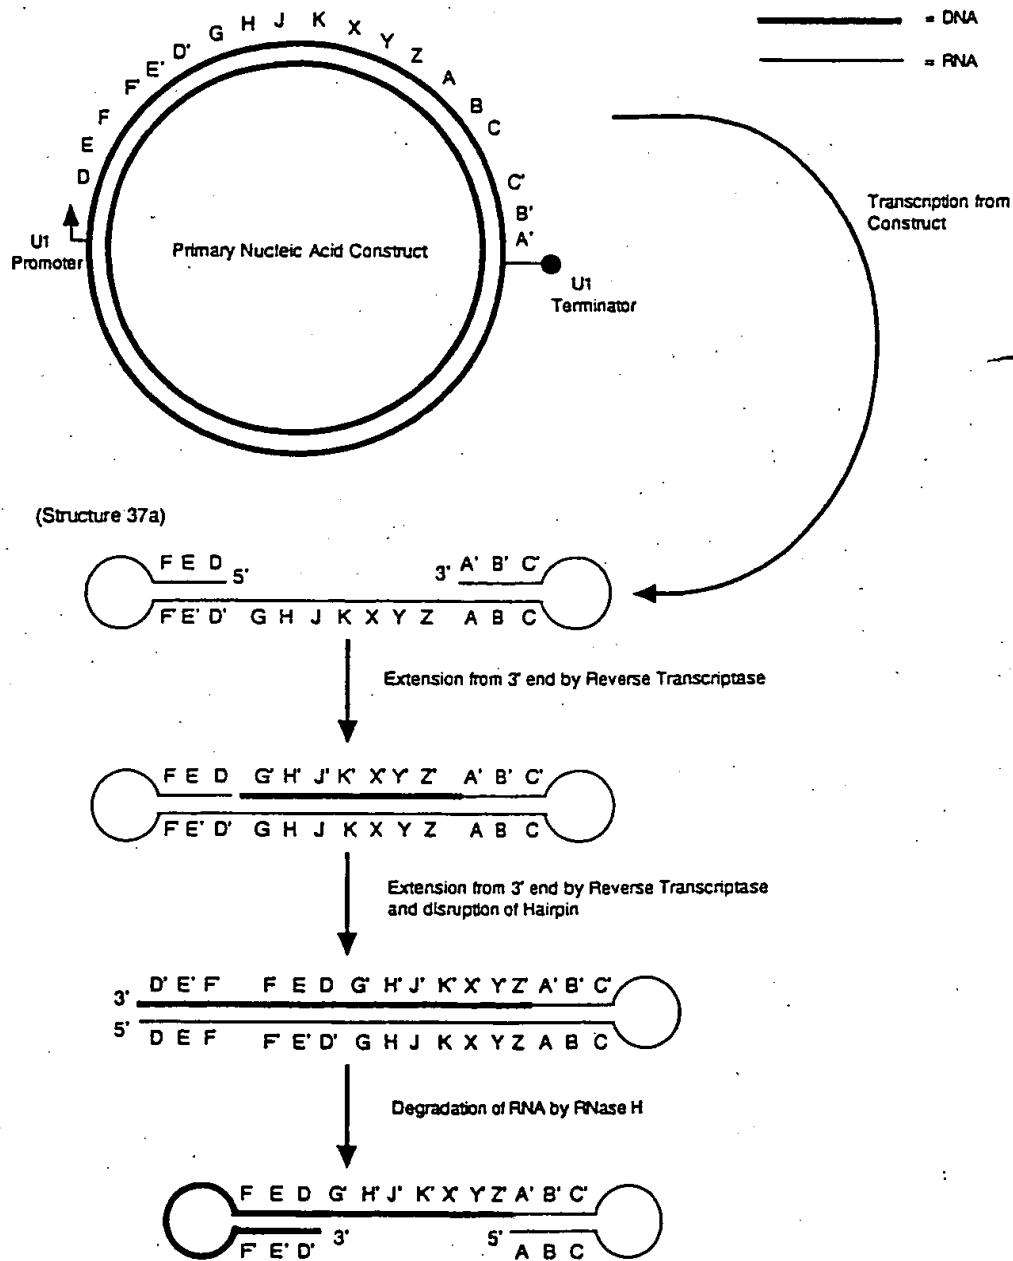 = DNA
= RNA
D E F F' E' D' G H J K X Y Z A B C C' B' A'
U1
Promoter
Primary Nucleic Acid Construct
U1
Terminator
Transcription from
Construct
(Structure 37a)
F E D 5' 3' A' B' C'
F' E' D' G H J K X Y Z A B C
Extension from 3' end by Reverse Transcriptase
F E D G' H' J' K' X' Y' Z' A' B' C'
F' E' D' G H J K X Y Z A B C
Extension from 3' end by Reverse Transcriptase
and disruption of Hairpin
3' D' E' F' F E D G' H' J' K' X' Y' Z' A' B' C'
5' D E F F' E' D' G H J K X Y Z A B C
Degradation of RNA by RNase H
F E D G' H' J' K' X' Y' Z' A' B' C'
F' E' D' 3' 5' A B C